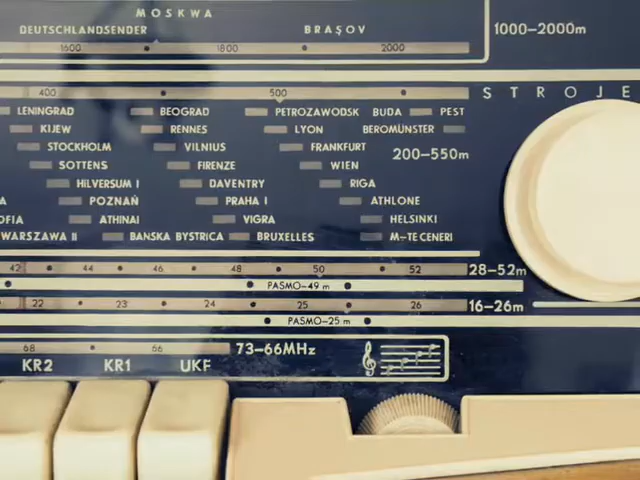 MOSKWA
DEUTSCHLANDSENDER BRAŞOV 1000–2000m
1600 1800 2000
400 500 STROJE
LENINGRAD BEOGRAD PETROZAWODSK BUDA PEST
KIJEW RENNES LYON BEROMÜNSTER
STOCKHOLM VILNIUS FRANKFURT 200–550m
SOTTENS FIRENZE WIEN
HILVERSUM I DAVENTRY RIGA
A POZNAŃ PRAHA I ATHLONE
OFIA ATHINAI VIGRA HELSINKI
WARSZAWA II BANSKA BYSTRICA BRUXELLES M–TE CENERI
42 44 46 48 50 52 28–52m
PASMO–49 m
22 23 24 25 26 16–26m
PASMO–25 m
68 66 73–66MHz
KR2 KR1 UKF